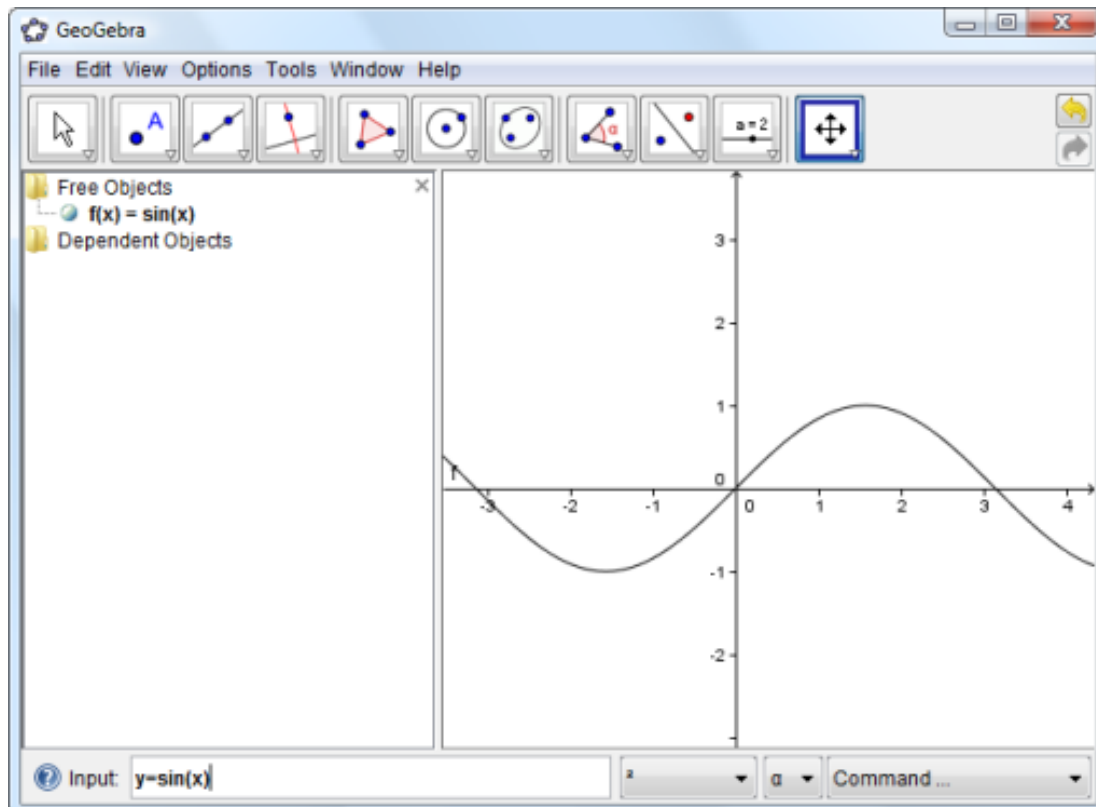 GeoGebra
File Edit View Options Tools Window Help
A
α
a=2
Free Objects
f(x) = sin(x)
Dependent Objects
3
2
1
0
f
-3 -2 -1 0 1 2 3 4
-1
-2
Input: y=sin(x) ² α Command ...